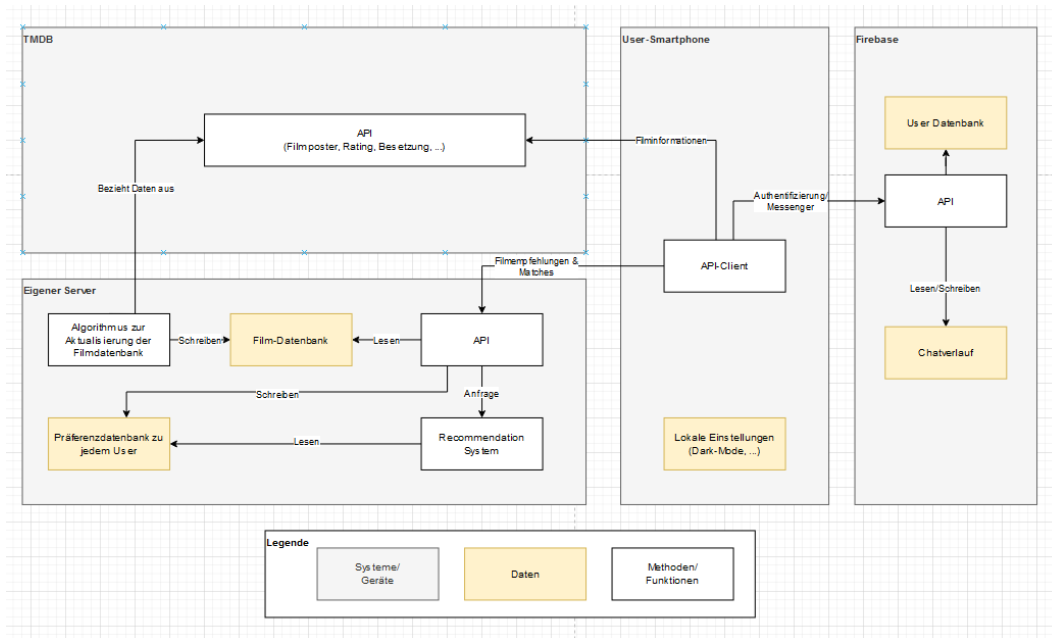 TMDB
API
(Filmposter, Rating, Besetzung, ...)
Bezieht Daten aus
User-Smartphone
Filminformationen
Authentifizierung/
Messenger
API-Client
Filmempfehlungen &
Matches
Lokale Einstellungen
(Dark-Mode, ...)
Firebase
User Datenbank
API
Lesen/Schreiben
Chatverlauf
Eigener Server
Algorithmus zur
Aktualisierung der
Filmdatenbank
Schreiben
Film-Datenbank
Lesen
API
Schreiben
Anfrage
Präferenzdatenbank zu
jedem User
Lesen
Recommendation
System
Legende
Systeme/
Geräte
Daten
Methoden/
Funktionen